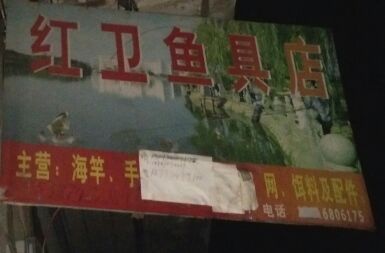 红卫鱼具店
主营：海竿、手
网、饵料及配件
电话 6806175